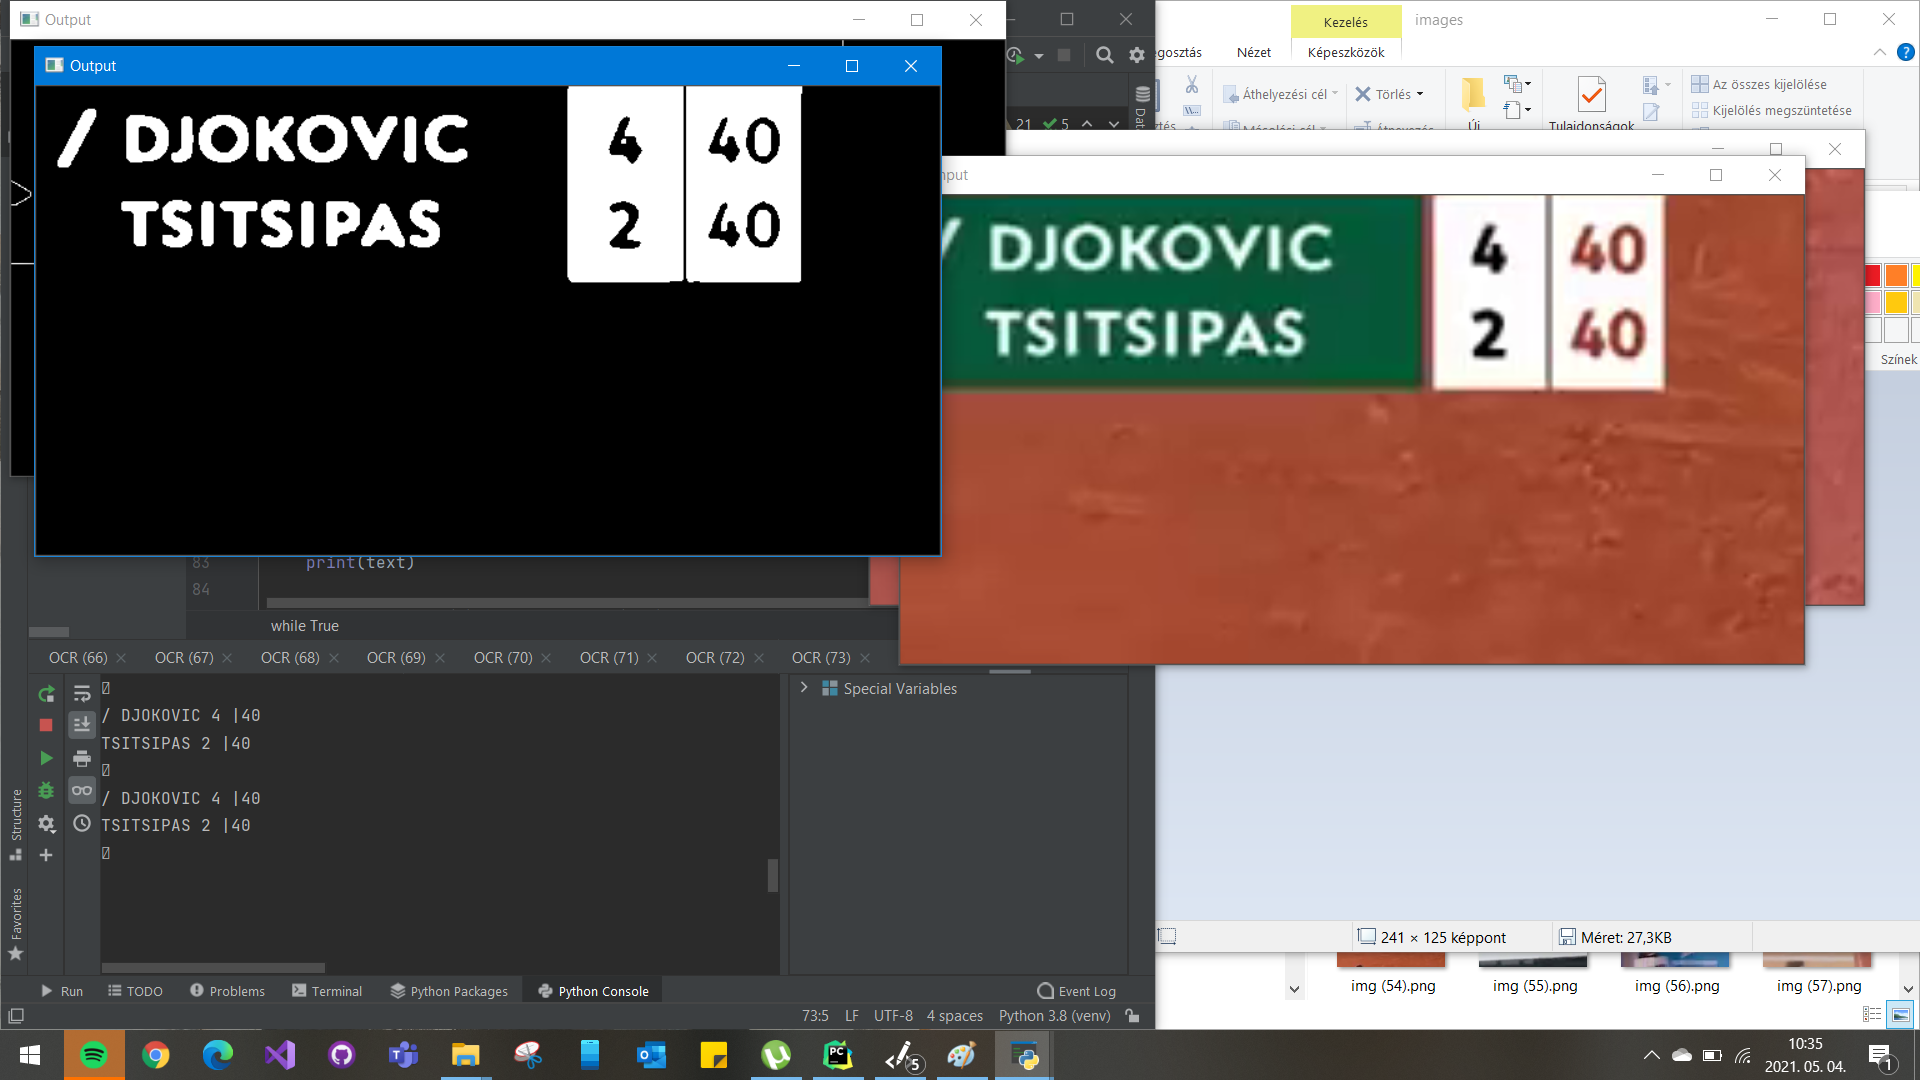 Output
Output
/ DJOKOVIC 4 40
TSITSIPAS 2 40
Kezelés
images
Nézet
Képeszközök
Áthelyezési cél
Törlés
Az összes kijelölése
Kijelölés megszüntetése
Új
Tulajdonságok
21 5
/ DJOKOVIC 4 40
TSITSIPAS 2 40
Színek
83 print(text)
84
while True
OCR (66) OCR (67) OCR (68) OCR (69) OCR (70) OCR (71) OCR (72) OCR (73)
Special Variables
/ DJOKOVIC 4 |40
TSITSIPAS 2 |40
/ DJOKOVIC 4 |40
TSITSIPAS 2 |40
Structure
Favorites
241 × 125 képpont
Méret: 27,3KB
img (54).png img (55).png img (56).png img (57).png
Run TODO Problems Terminal Python Packages Python Console Event Log
73:5 LF UTF-8 4 spaces Python 3.8 (venv)
PC
5
10:35
2021. 05. 04.
1